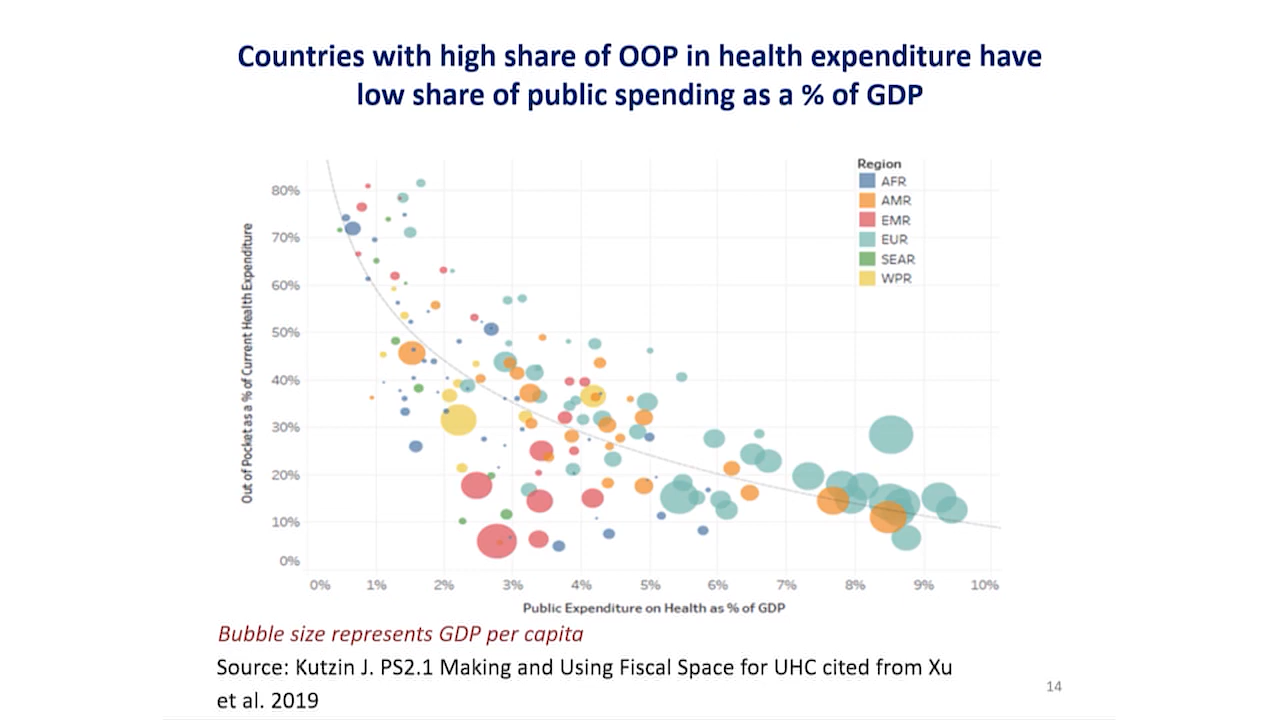 Countries with high share of OOP in health expenditure have
low share of public spending as a % of GDP
Region
AFR
AMR
EMR
EUR
SEAR
WPR
Out of Pocket as a % of Current Health Expenditure
80%
70%
60%
50%
40%
30%
20%
10%
0%
0% 1% 2% 3% 4% 5% 6% 7% 8% 9% 10%
Public Expenditure on Health as % of GDP
Bubble size represents GDP per capita
Source: Kutzin J. PS2.1 Making and Using Fiscal Space for UHC cited from Xu
et al. 2019
14